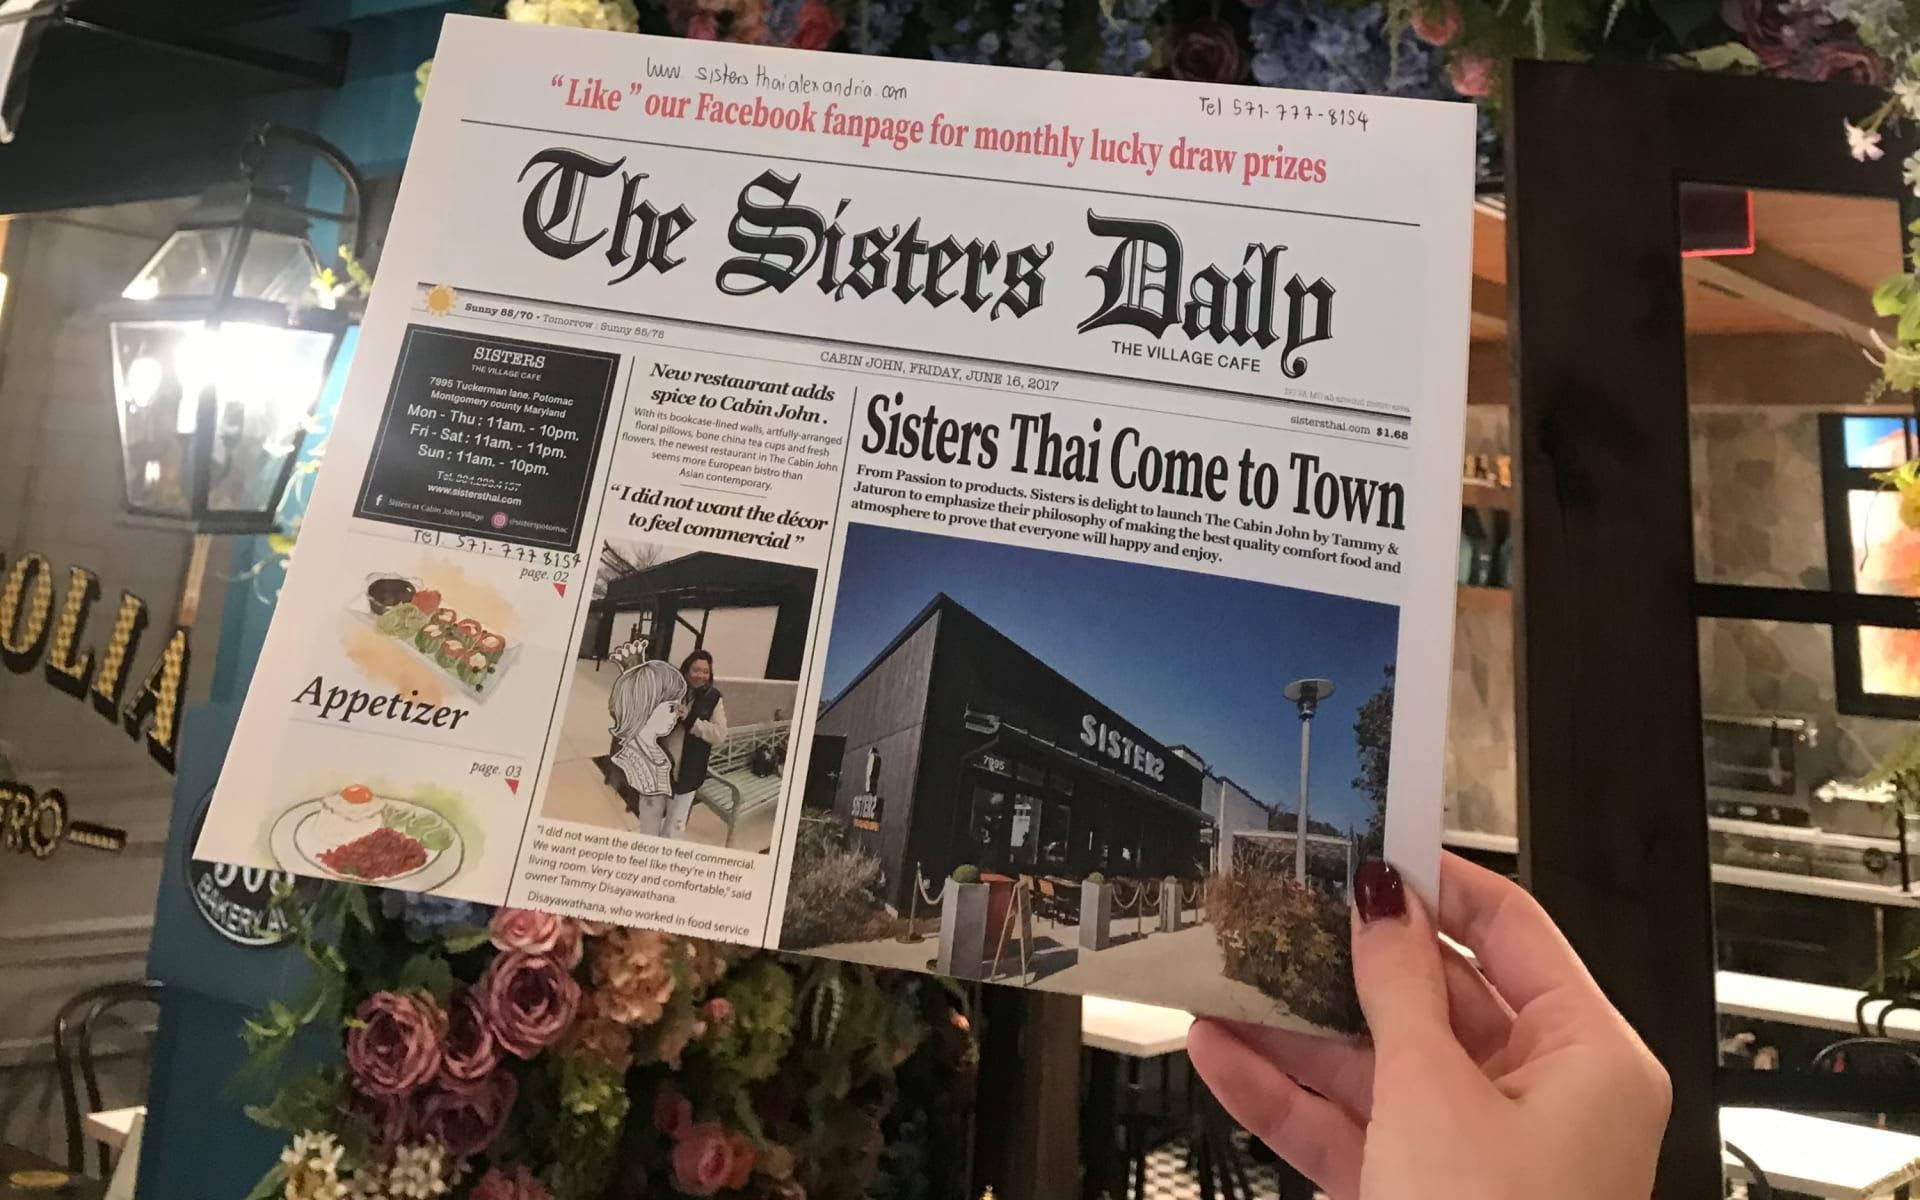 www sistersthaialexandria.com
Tel 571-777-8154
“Like” our Facebook fanpage for monthly lucky draw prizes
The Sisters Daily
THE VILLAGE CAFE
Sunny 85/70 • Tomorrow : Sunny 86/78
CABIN JOHN, FRIDAY, JUNE 16, 2017
sistersthai.com $1.68
SISTERS
THE VILLAGE CAFE
7995 Tuckerman lane. Potomac
Montgomery county Maryland
Mon - Thu : 11am. - 10pm.
Fri - Sat : 11am. - 11pm.
Sun : 11am. - 10pm.
www.sistersthai.com
Sisters at Cabin John Village
@sisterspotomac
Tel. 571-777 8154
page. 02
Appetizer
page. 03
New restaurant adds
spice to Cabin John .
With its bookcase-lined walls, artfully-arranged
floral pillows, bone china tea cups and fresh
flowers, the newest restaurant in The Cabin John
seems more European bistro than
Asian contemporary.
“I did not want the décor
to feel commercial”
"I did not want the décor to feel commercial.
We want people to feel like they're in their
living room. Very cozy and comfortable," said
owner Tammy Disayawathana.
Disayawathana, who worked in food service
Sisters Thai Come to Town
From Passion to products. Sisters is delight to launch The Cabin John by Tammy &
Jaturon to emphasize their philosophy of making the best quality comfort food and
atmosphere to prove that everyone will happy and enjoy.
SISTERS
7995
SISTERS
OLIA
RO
BAKERY